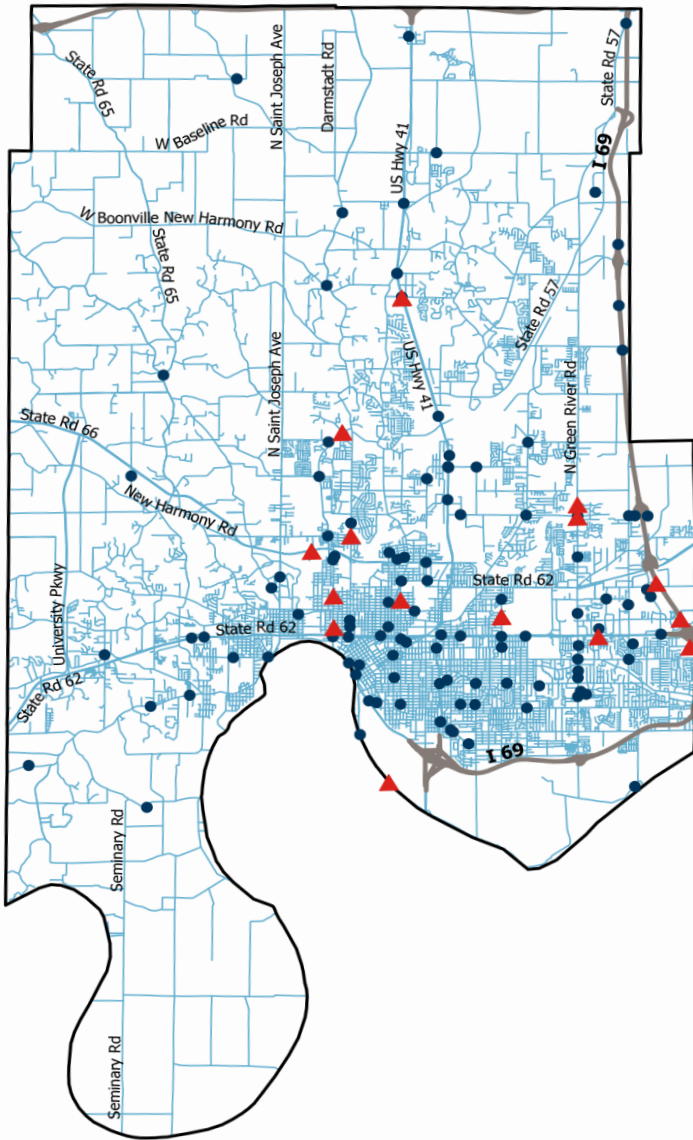 State Rd 65
N Saint Joseph Ave
Darmstadt Rd
State Rd 57
W Baseline Rd
US Hwy 41
I 69
W Boonville New Harmony Rd
State Rd 65
State Rd 57
N Saint Joseph Ave
US Hwy 41
N Green River Rd
State Rd 66
New Harmony Rd
State Rd 62
University Pkwy
State Rd 62
State Rd 62
I 69
Seminary Rd
Seminary Rd